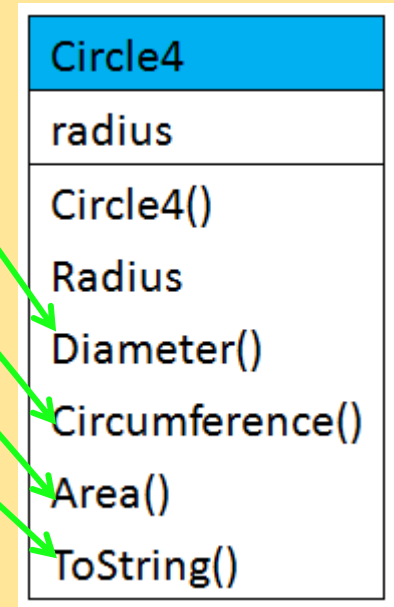 Circle4
radius
Circle4()
Radius
Diameter()
Circumference()
Area()
ToString()